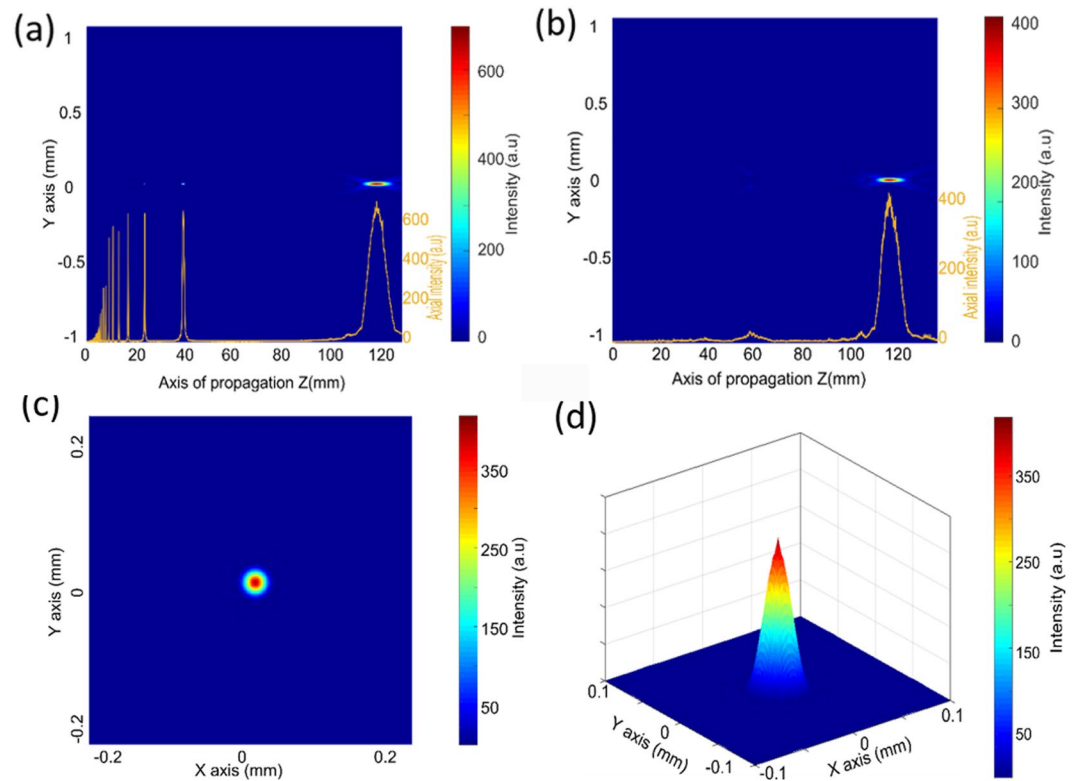 (a)
1
0.5
0
-0.5
-1
Y axis (mm)
0 20 40 60 80 100 120
Axis of propagation Z(mm)
600
400
200
0
Axial intensity (a.u)
600
400
200
0
Intensity (a.u)
(b)
1
0.5
0
-0.5
-1
Y axis (mm)
0 20 40 60 80 100 120
Axis of propagation Z(mm)
400
200
0
Axial intensity (a.u)
400
300
200
100
0
Intensity (a.u)
(c)
0.2
0
-0.2
Y axis (mm)
-0.2 0 0.2
X axis (mm)
350
250
150
50
Intensity (a.u)
(d)
0.1
0
-0.1
Y axis (mm)
-0.1
0
0.1
X axis (mm)
350
250
150
50
Intensity (a.u)